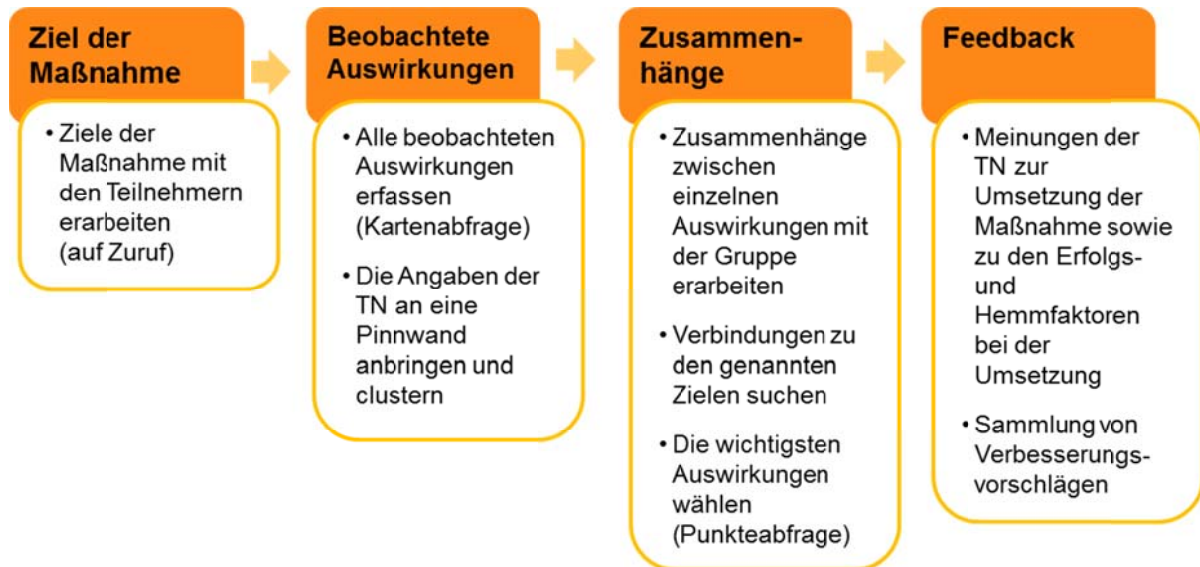 Ziel der
Maßnahme
• Ziele der
Maßnahme mit
den Teilnehmern
erarbeiten
(auf Zuruf)
Beobachtete
Auswirkungen
• Alle beobachteten
Auswirkungen
erfassen
(Kartenabfrage)
• Die Angaben der
TN an eine
Pinnwand
anbringen und
clustern
Zusammen-
hänge
• Zusammenhänge
zwischen
einzelnen
Auswirkungen mit
der Gruppe
erarbeiten
• Verbindungen zu
den genannten
Zielen suchen
• Die wichtigsten
Auswirkungen
wählen
(Punkteabfrage)
Feedback
• Meinungen der
TN zur
Umsetzung der
Maßnahme sowie
zu den Erfolgs-
und
Hemmfaktoren
bei der
Umsetzung
• Sammlung von
Verbesserungs-
vorschlägen